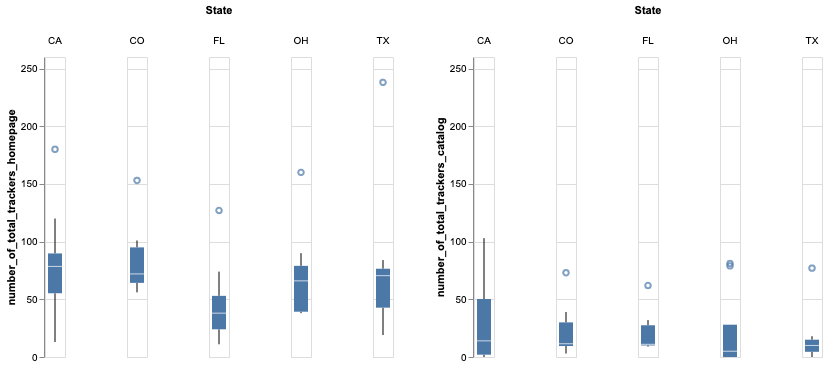 State
CA CO FL OH TX
number_of_total_trackers_homepage
250
200
150
100
50
0
State
CA CO FL OH TX
number_of_total_trackers_catalog
250
200
150
100
50
0